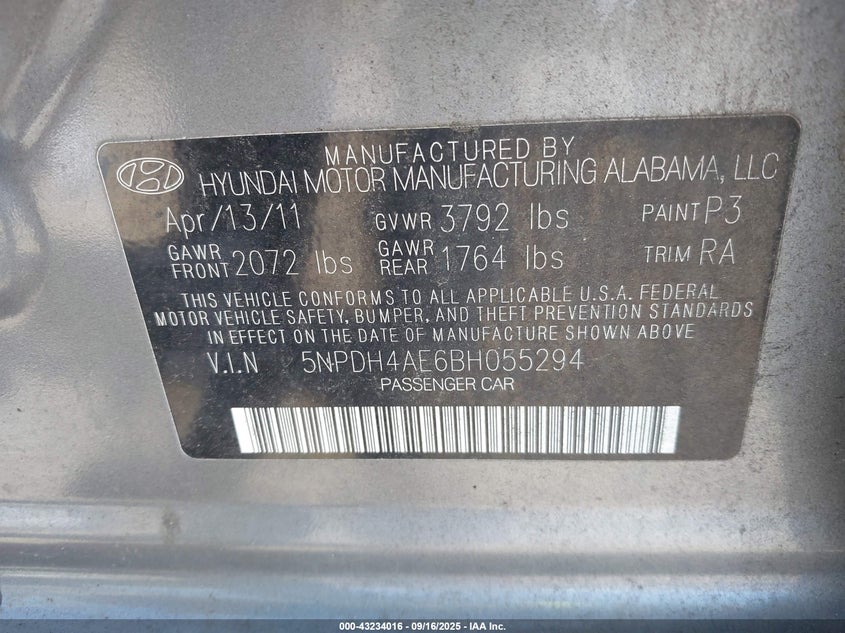 MANUFACTURED BY
HYUNDAI MOTOR MANUFACTURING ALABAMA, LLC
Apr/13/11 GVWR 3792 lbs PAINT P3
GAWR FRONT 2072 lbs GAWR REAR 1764 lbs TRIM RA
THIS VEHICLE CONFORMS TO ALL APPLICABLE U.S.A. FEDERAL
MOTOR VEHICLE SAFETY, BUMPER, AND THEFT PREVENTION STANDARDS
IN EFFECT ON THE DATE OF MANUFACTURE SHOWN ABOVE
V.I.N 5NPDH4AE6BH055294
PASSENGER CAR
000-43234016 - 09/16/2025 - IAA Inc.